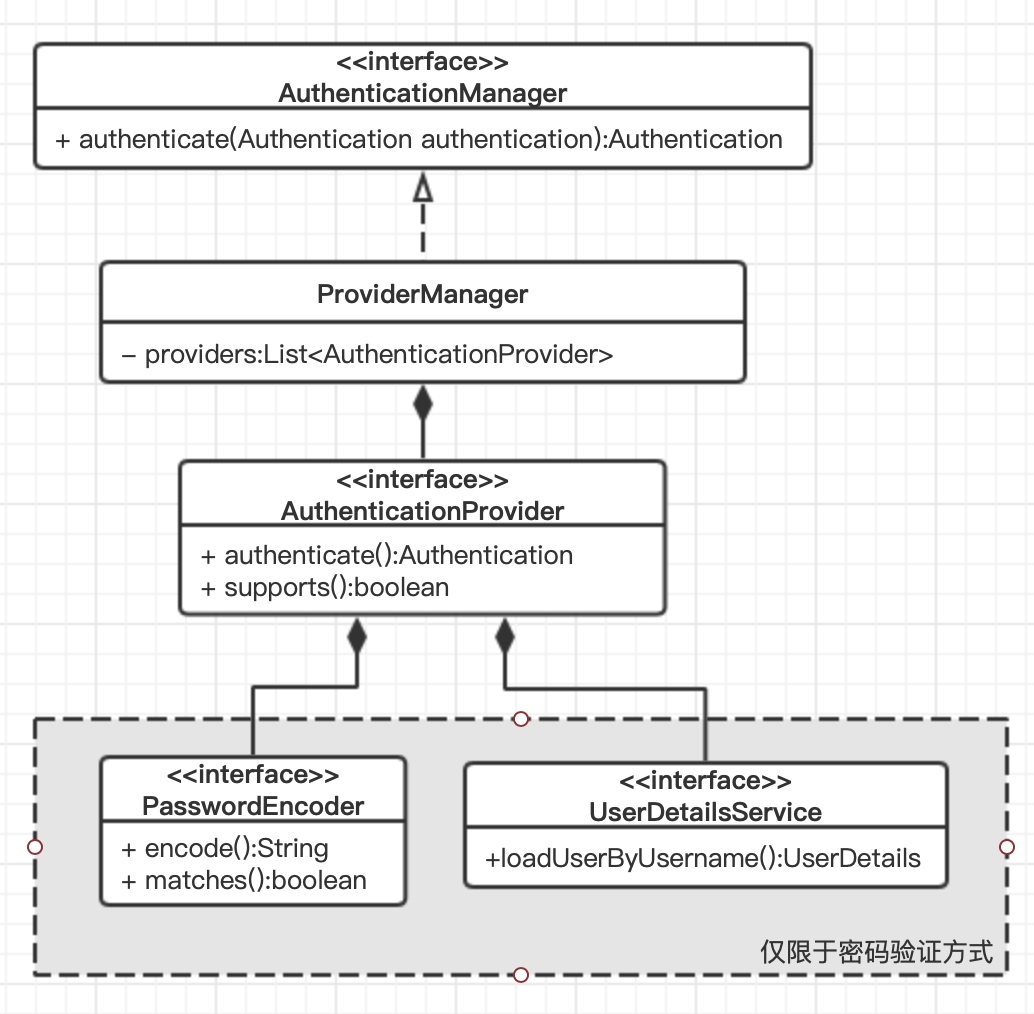 <<interface>>
AuthenticationManager
+ authenticate(Authentication authentication):Authentication
ProviderManager
− providers:List<AuthenticationProvider>
<<interface>>
AuthenticationProvider
+ authenticate():Authentication
+ supports():boolean
<<interface>>
PasswordEncoder
+ encode():String
+ matches():boolean
<<interface>>
UserDetailsService
+loadUserByUsername():UserDetails
仅限于密码验证方式